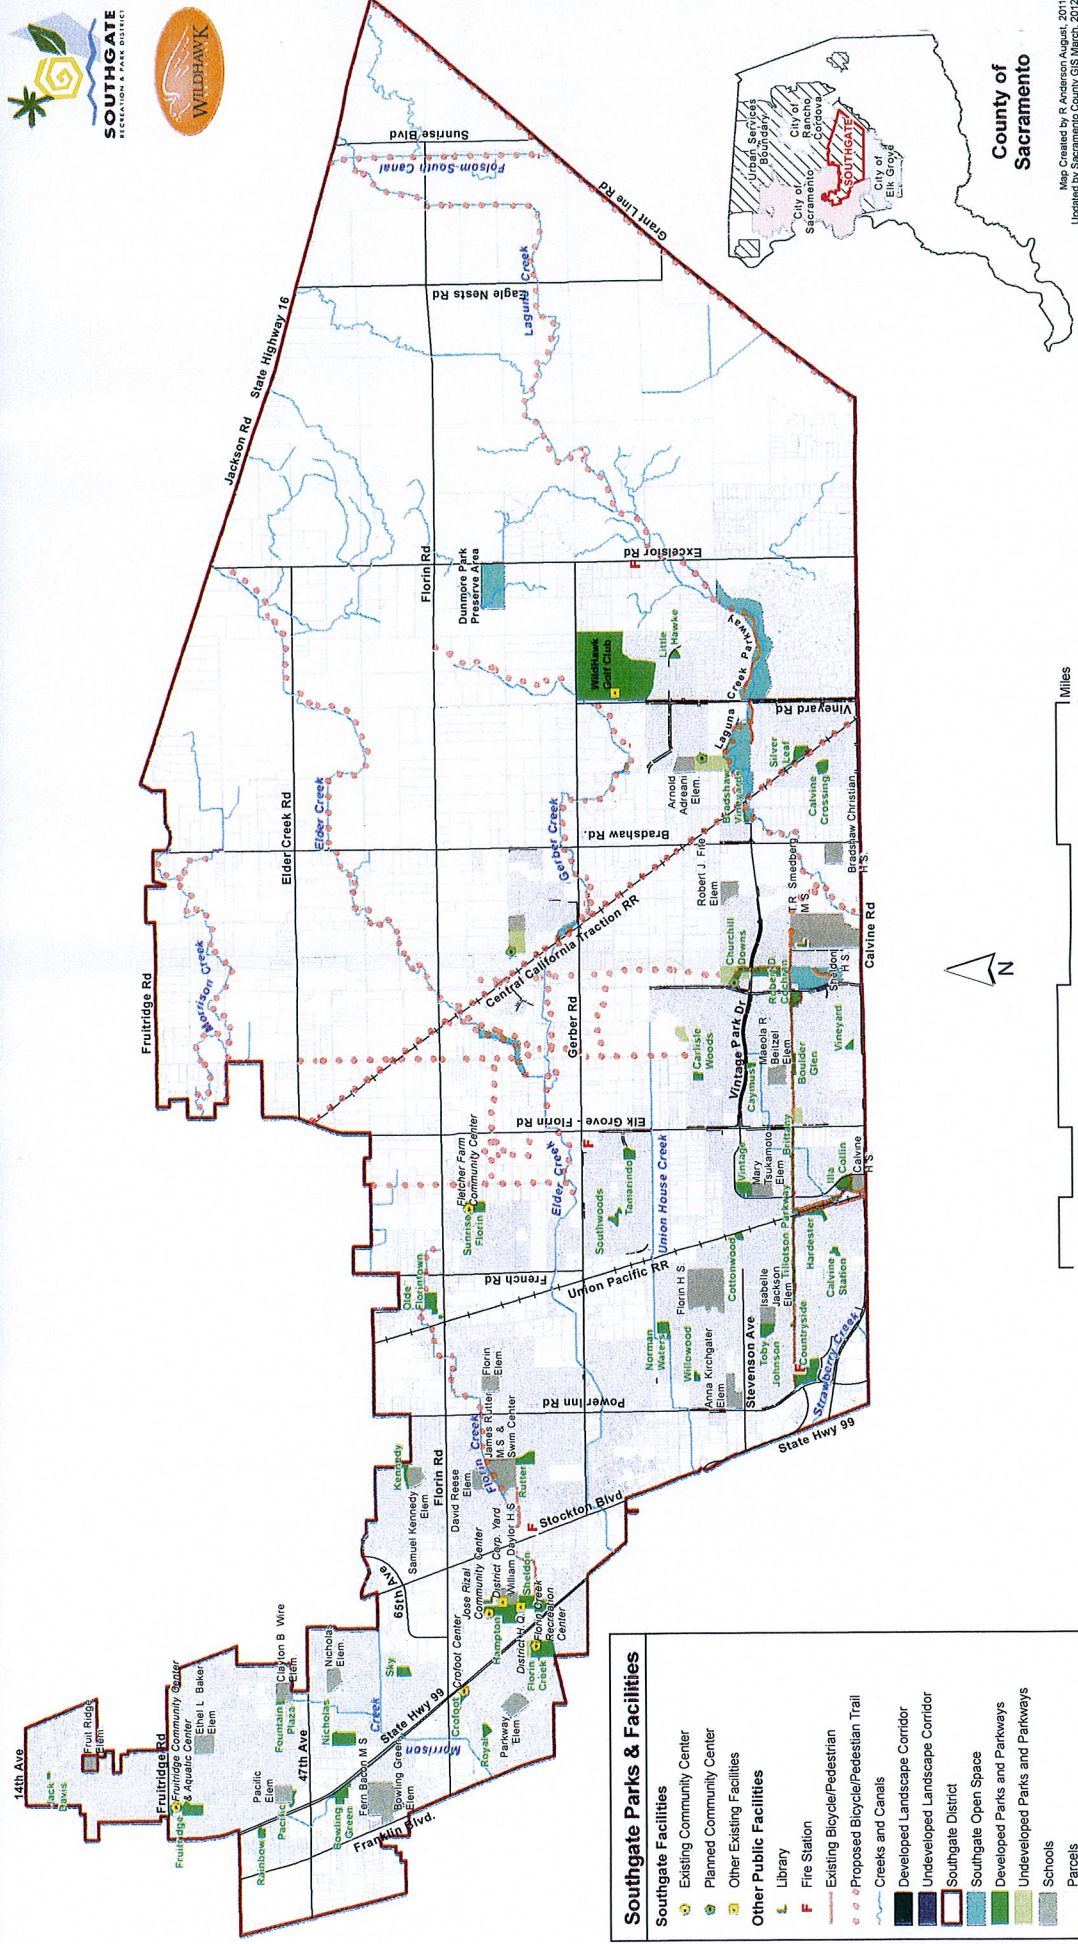 SOUTHGATE
RECREATION & PARK DISTRICT
WILDHAWK
14th Ave
Jack
Davis
Fruit Ridge
Elem
Fruitridge Rd
Fruitridge Community Center
& Aquatic Center
Fruitridge
Ethel L. Baker
Elem
Pacific
Elem
Pacific
Rainbow
Fountain
Plaza
Clayton B Wire
Elem.
47th Ave
Nicholas
Nicholas
Elem.
Bowling
Green
Fern Bacon M S
Bowling Green
Elem
Franklin Blvd.
Morrison
Creek
Sky
State Hwy 99
65th Ave
Royal
Crofoot
Crofoot Center
Parkway
Elem
Florin
Creek
Florin Creek
Recreation
Center
District H.Q.
Hampton
Sheldon
Jose Rizal
Community Center
District Corp. Yard
William Daylor H S
Stockton Blvd
Samuel Kennedy
Elem
Kennedy
Florin Rd
David Reese
Elem
Florin Creek
James Rutter
M.S &
Swim Center
Rutter
Florin
Elem.
Power Inn Rd
Olde
Florintown
French Rd
Union Pacific RR
Sunrise
Florin
Fletcher Farm
Community Center
Elder Creek
Elk Grove - Florin Rd
Southwoods
Tamarindo
Union House Creek
Norman
Waters
Willowood
Florin H S
Anna Kirchgater
Elem
Cottonwood
Stevenson Ave
Toby
Johnson
Isabelle
Jackson
Elem
Countryside
Tillotson Parkway
Hardester
Calvine
Station
Strawberry Creek
State Hwy 99
Vintage
Mary
Tsukamoto
Elem
Brittany
Illa
Collin
Calvine
H S
Caymus
Vintage Park Dr
Maeola R
Beitzel
Elem
Boulder
Glen
Vineyard
Carlisle
Woods
Churchill
Downs
Robert D
Cochran
Sheldon
H S
T R Smedberg
M S
Calvine Rd
Robert J. Fite
Elem
Bradshaw Christian
H S.
Bradshaw Rd.
Arnold
Adreani
Elem.
Bradshaw
Vineyards
Silver
Leaf
Calvine
Crossing
Vineyard Rd
Laguna Creek Parkway
Little
Hawke
WildHawk
Golf Club
Excelsior Rd
Gerber Rd
Gerber Creek
Central California Traction RR
Fruitridge Rd
Morrison Creek
Elder Creek Rd
Elder Creek
Florin Rd
Dunmore Park
Preserve Area
Jackson Rd
State Highway 16
Eagle Nests Rd
Laguna Creek
Grant Line Rd
Sunrise Blvd
Folsom South Canal
Urban Services
Boundary
City of
Rancho
Cordova
City of
Sacramento
SOUTHGATE
City of
Elk Grove
County of
Sacramento
Map Created by R Anderson August, 2011
Updated by Sacramento County GIS March, 2012
N
Miles
Southgate Parks & Facilities
Southgate Facilities
Existing Community Center
Planned Community Center
Other Existing Facilities
Other Public Facilities
L Library
F Fire Station
Existing Bicycle/Pedestrian
Proposed Bicycle/Pedestian Trail
Creeks and Canals
Developed Landscape Corridor
Undeveloped Landscape Corridor
Southgate District
Southgate Open Space
Developed Parks and Parkways
Undeveloped Parks and Parkways
Schools
Parcels